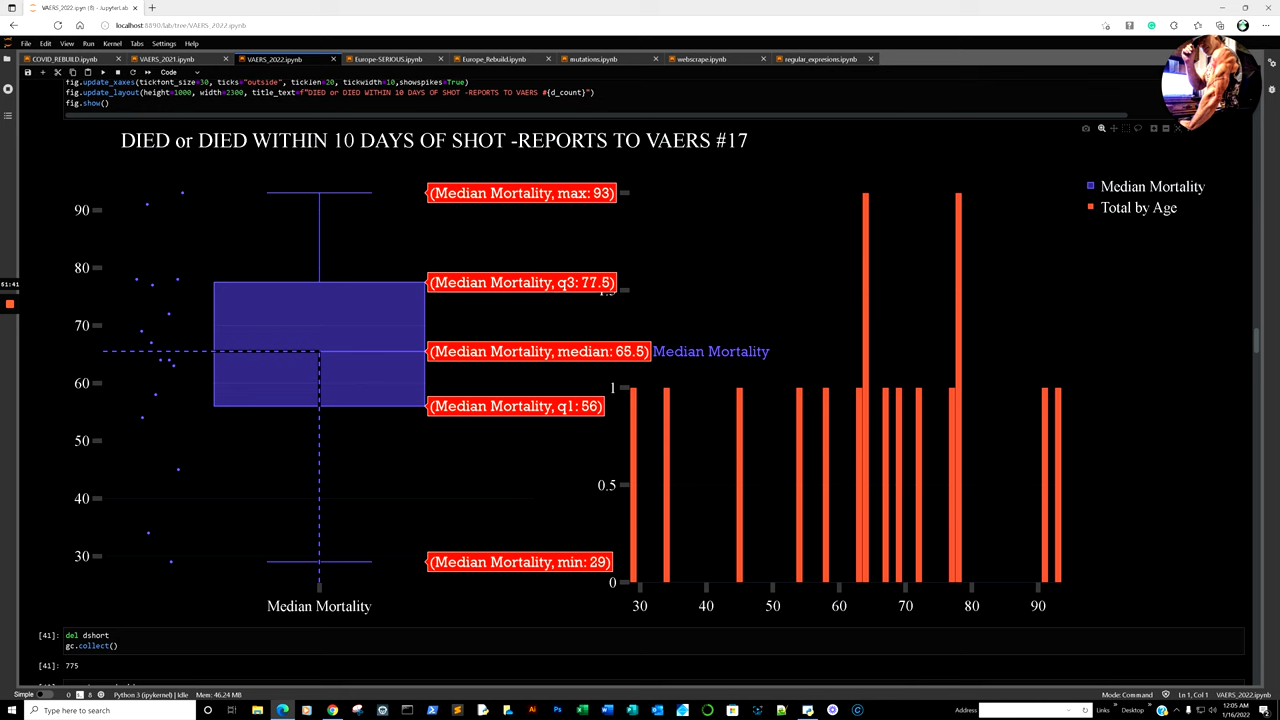 VAERS_2022.ipyn (8) - JupyterLab
localhost:8890/lab/tree/VAERS_2022.ipynb
File Edit View Run Kernel Tabs Settings Help
COVID_REBUILD.ipynb VAERS_2021.ipynb VAERS_2022.ipynb Europe-SERIOUS.ipynb Europe_Rebuild.ipynb mutations.ipynb webscrape.ipynb regular_expresions.ipynb
Code
fig.update_xaxes(tickfont_size=30, ticks="outside", ticklen=20, tickwidth=10,showspikes=True)
fig.update_layout(height=1000, width=2300, title_text=f"DIED or DIED WITHIN 10 DAYS OF SHOT -REPORTS TO VAERS #{d_count}")
fig.show()
DIED or DIED WITHIN 10 DAYS OF SHOT -REPORTS TO VAERS #17
Median Mortality
Total by Age
(Median Mortality, max: 93)
90
80
(Median Mortality, q3: 77.5)
1.5
70
(Median Mortality, median: 65.5) Median Mortality
60
1
(Median Mortality, q1: 56)
50
0.5
40
30
(Median Mortality, min: 29)
0
Median Mortality
30 40 50 60 70 80 90
51:41
[41]: del dshort
gc.collect()
[41]: 775
Simple 0 8 Python 3 (ipykernel) | Idle Mem: 46.24 MB Mode: Command Ln 1, Col 1 VAERS_2022.ipynb
Type here to search Address Links Desktop 12:05 AM
1/16/2022